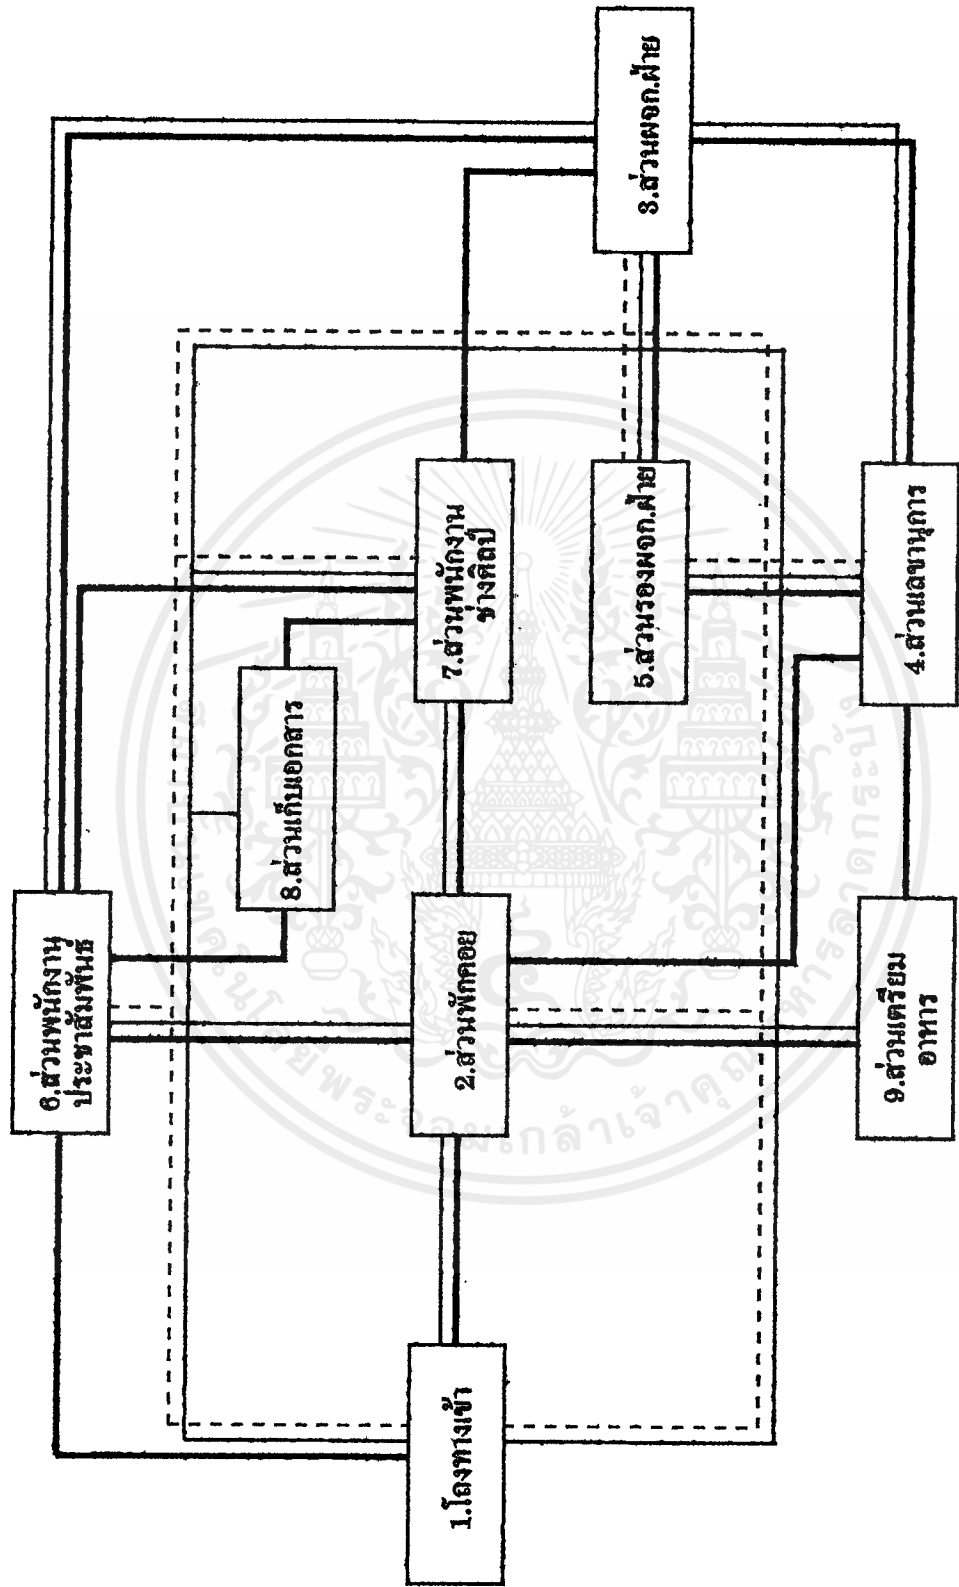 1.โถงทางเข้า
2.ส่วนพักคอย
3.ส่วนผจก.ฝ่าย
4.ส่วนเลขานุการ
5.ส่วนรองผจก.ฝ่าย
6.ส่วนพนักงาน
ประชาสัมพันธ์
7.ส่วนพนักงาน
ช่างศิลป์
8.ส่วนเก็บเอกสาร
9.ส่วนเตรียม
อาหาร